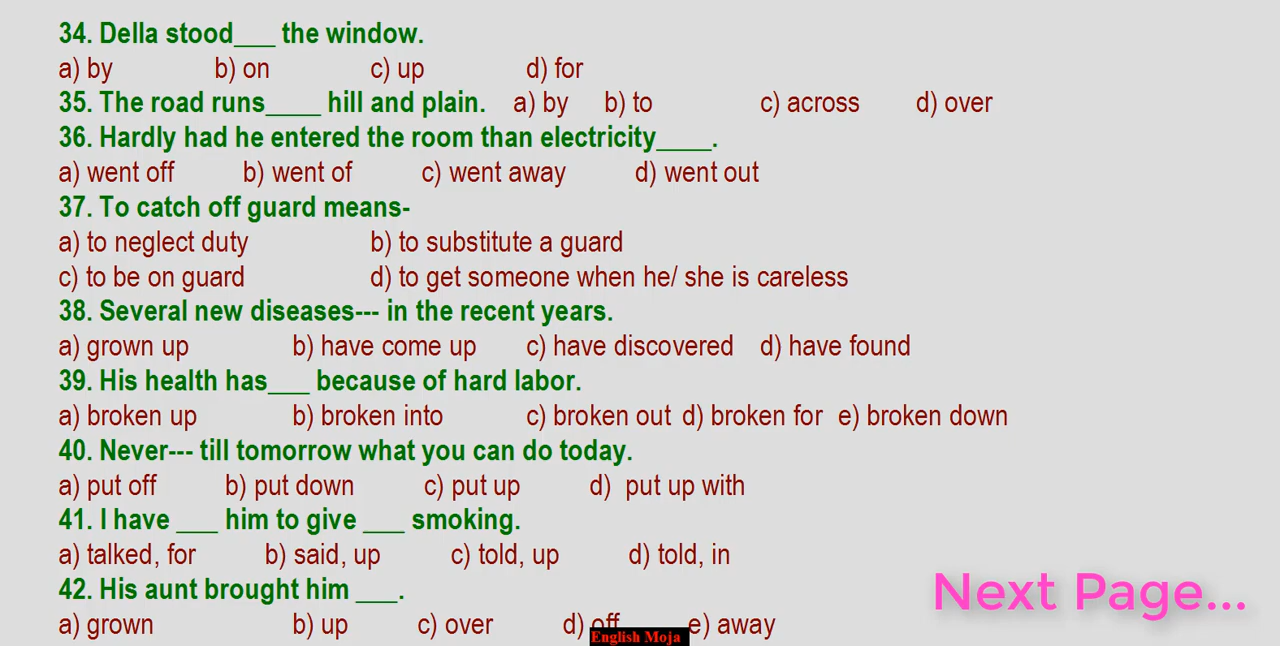 34. Della stood___ the window.
a) by b) on c) up d) for
35. The road runs____ hill and plain. a) by b) to c) across d) over
36. Hardly had he entered the room than electricity____.
a) went off b) went of c) went away d) went out
37. To catch off guard means-
a) to neglect duty b) to substitute a guard
c) to be on guard d) to get someone when he/ she is careless
38. Several new diseases--- in the recent years.
a) grown up b) have come up c) have discovered d) have found
39. His health has___ because of hard labor.
a) broken up b) broken into c) broken out d) broken for e) broken down
40. Never--- till tomorrow what you can do today.
a) put off b) put down c) put up d) put up with
41. I have ___ him to give ___ smoking.
a) talked, for b) said, up c) told, up d) told, in
42. His aunt brought him ___.
Next Page...
a) grown b) up c) over d) off e) away
English Moja